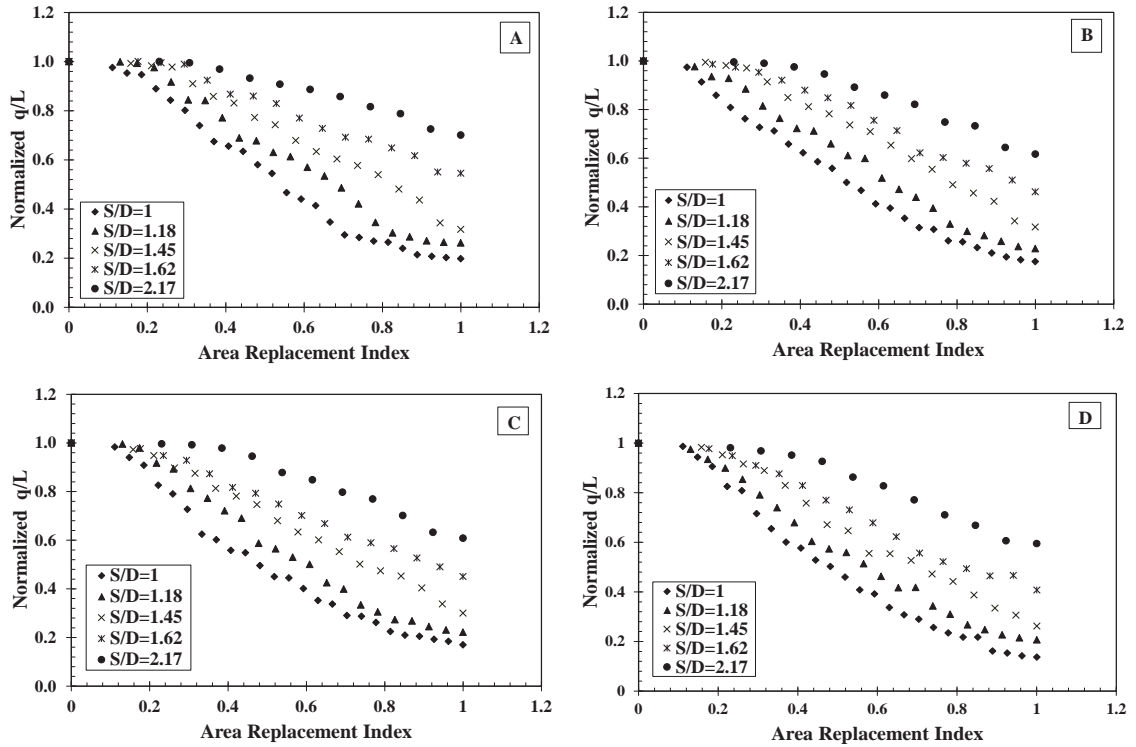 A
1.2
1.0
0.8
0.6
0.4
0.2
0.0
Normalized q/L
S/D=1
S/D=1.18
S/D=1.45
S/D=1.62
S/D=2.17
0 0.2 0.4 0.6 0.8 1 1.2
Area Replacement Index
B
1.2
1.0
0.8
0.6
0.4
0.2
0.0
Normalized q/L
S/D=1
S/D=1.18
S/D=1.45
S/D=1.62
S/D=2.17
0 0.2 0.4 0.6 0.8 1 1.2
Area Replacement Index
C
1.2
1.0
0.8
0.6
0.4
0.2
0.0
Normalized q/L
S/D=1
S/D=1.18
S/D=1.45
S/D=1.62
S/D=2.17
0 0.2 0.4 0.6 0.8 1 1.2
Area Replacement Index
D
1.2
1
0.8
0.6
0.4
0.2
0
Normalized q/L
S/D=1
S/D=1.18
S/D=1.45
S/D=1.62
S/D=2.17
0 0.2 0.4 0.6 0.8 1 1.2
Area Replacement Index